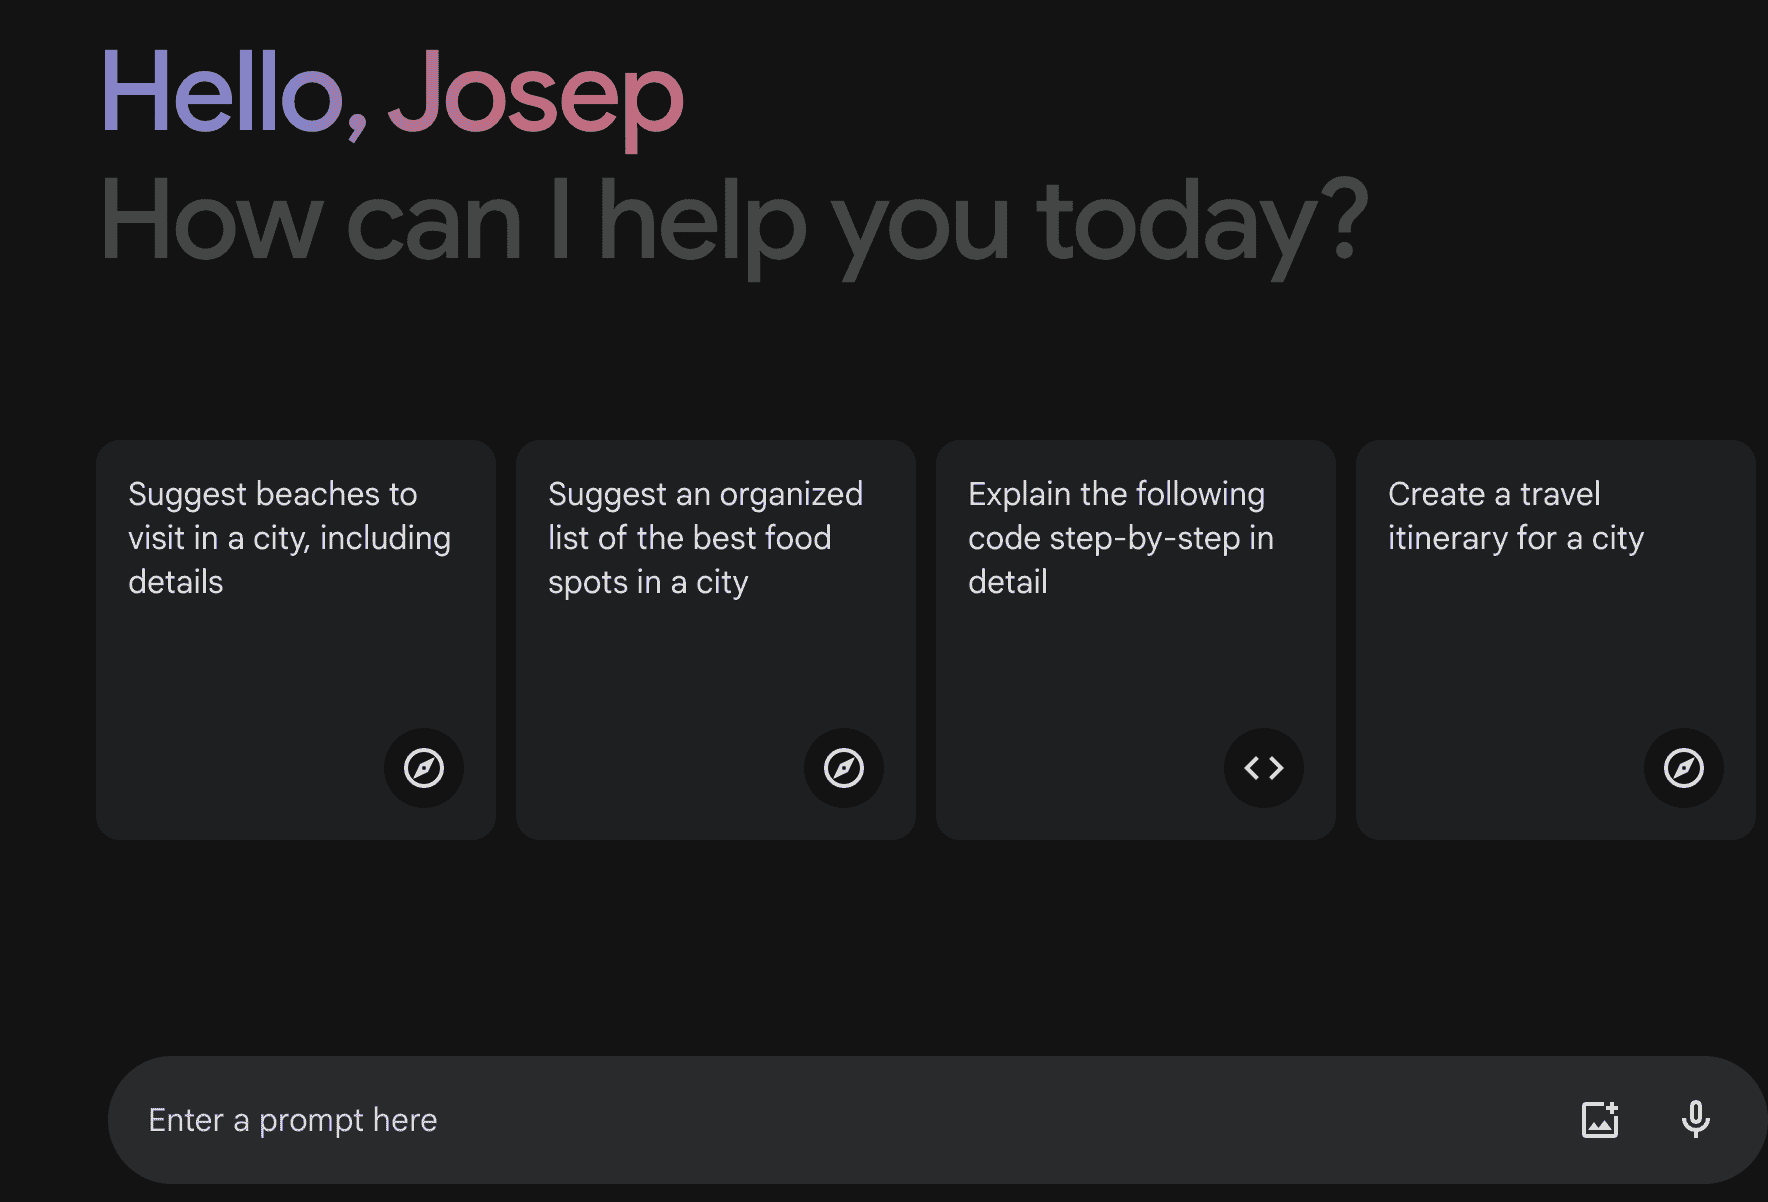 Hello, Josep
How can I help you today?
Suggest beaches to
visit in a city, including
details
Suggest an organized
list of the best food
spots in a city
Explain the following
code step-by-step in
detail
Create a travel
itinerary for a city
Enter a prompt here